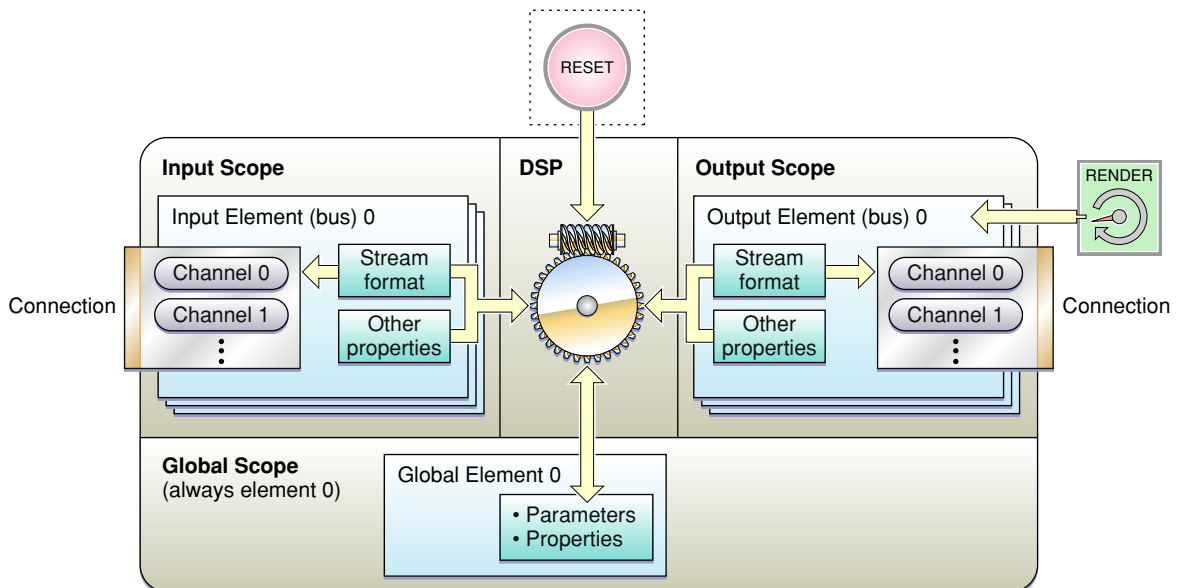 RESET
Input Scope
DSP
Output Scope
RENDER
Input Element (bus) 0
Output Element (bus) 0
Connection
Channel 0
Channel 1
Stream
format
Other
properties
Stream
format
Other
properties
Channel 0
Channel 1
Connection
Global Scope
(always element 0)
Global Element 0
• Parameters
• Properties